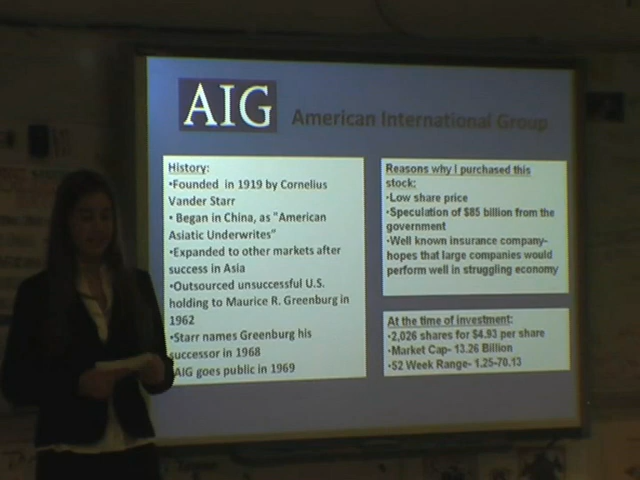 AIG American International Group
History:
•Founded in 1919 by Cornelius
Vander Starr
• Began in China, as "American
Asiatic Underwrites"
•Expanded to other markets after
success in Asia
•Outsourced unsuccessful U.S.
holding to Maurice R. Greenburg in
1962
•Starr names Greenburg his
successor in 1968
AIG goes public in 1969
Reasons why I purchased this
stock:
•Low share price
•Speculation of $85 billion from the
government
•Well known insurance company-
hopes that large companies would
perform well in struggling economy
At the time of investment:
•2,026 shares for $4.93 per share
•Market Cap- 13.26 Billion
•52 Week Range- 1.25-70.13